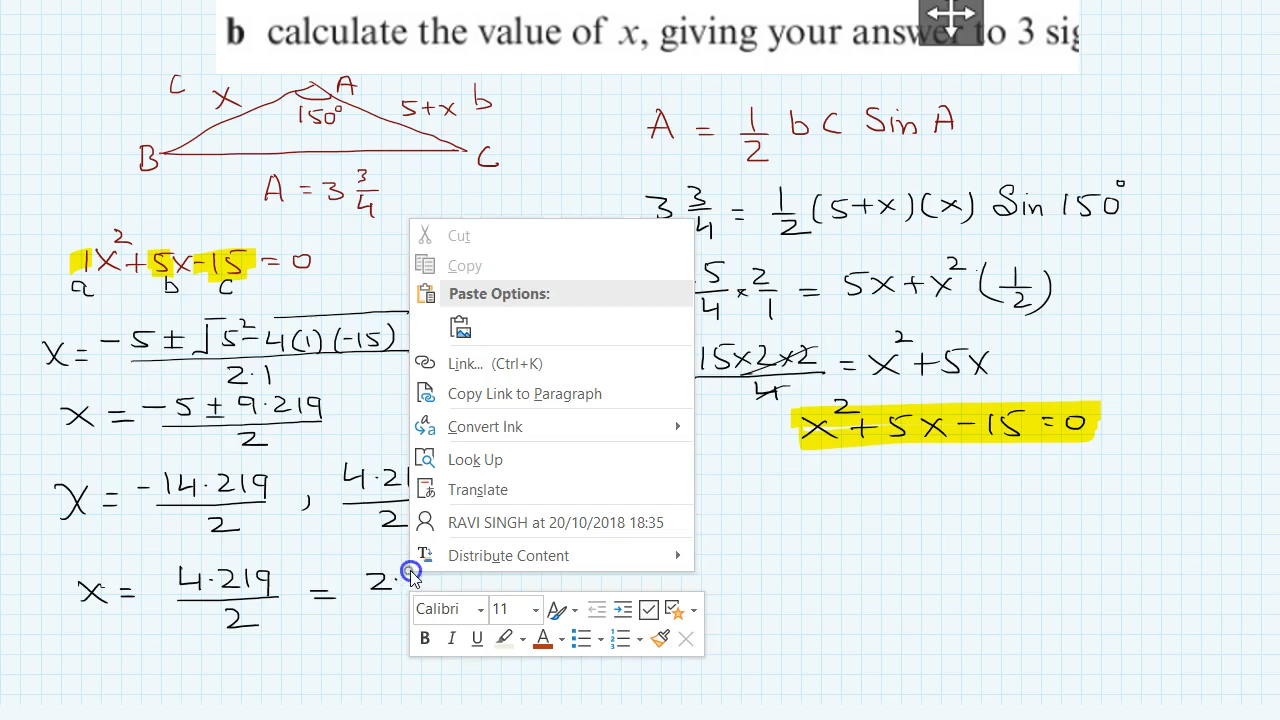 b calculate the value of x, giving your answer to 3 sig
C x A 5+x b
150°
B C
A = 3 3/4
1x² + 5x - 15 = 0
a b c
x = -5 ± √5² - 4(1)(-15) / 2·1
x = -5 ± 9·219 / 2
x = -14·219 / 2 , 4·21 / 2
x = 4·219 / 2 = 2·
A = 1/2 b c Sin A
3 3/4 = 1/2 (5+x)(x) Sin 150°
5/4 × 2/1 = 5x + x² (1/2)
15×2×2 / 4 = x² + 5x
x² + 5x - 15 = 0
Cut
Copy
Paste Options:
Link... (Ctrl+K)
Copy Link to Paragraph
Convert Ink
Look Up
Translate
RAVI SINGH at 20/10/2018 18:35
Distribute Content
Calibri 11
B I U A